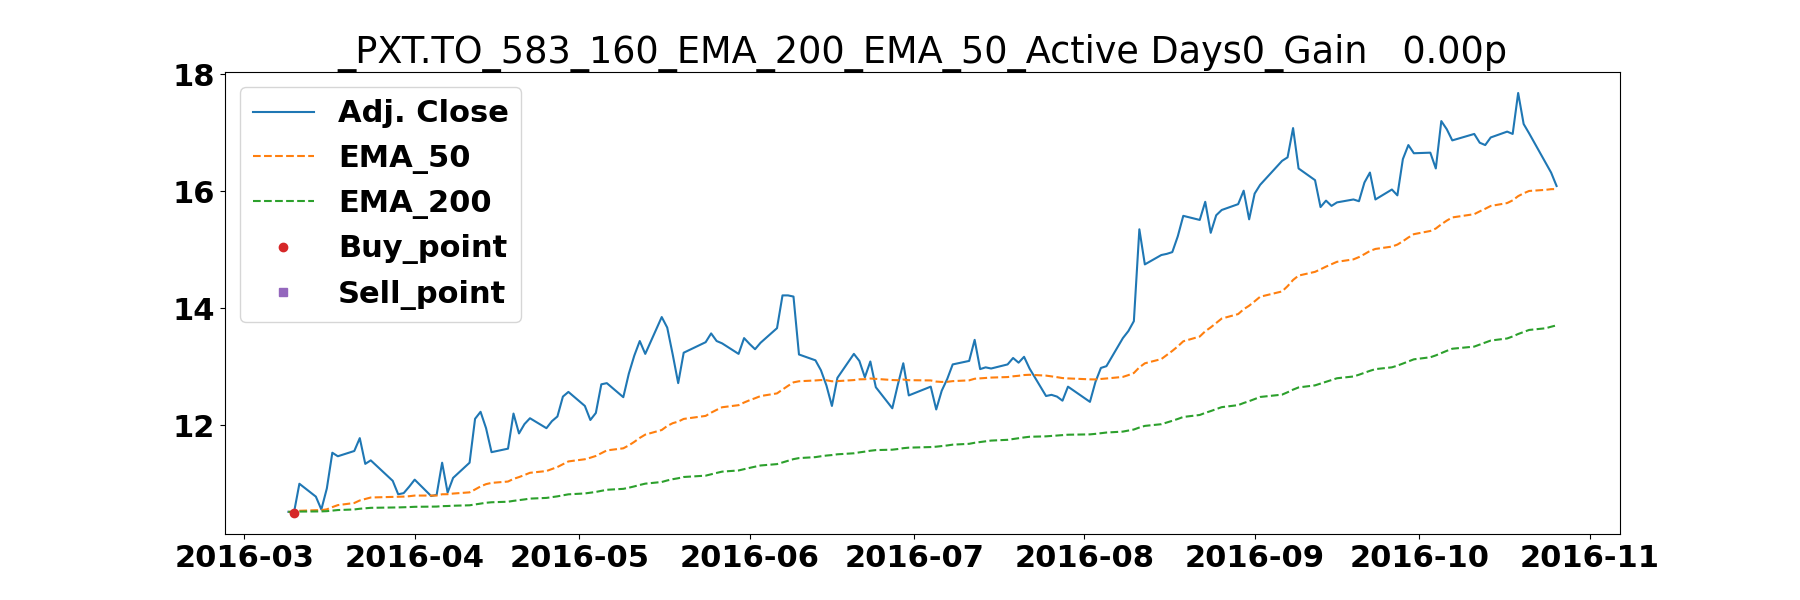 _PXT.TO_583_160_EMA_200_EMA_50_Active Days0_Gain   0.00p
18
16
14
12
Adj. Close
EMA_50
EMA_200
Buy_point
Sell_point
2016-03 2016-04 2016-05 2016-06 2016-07 2016-08 2016-09 2016-10 2016-11